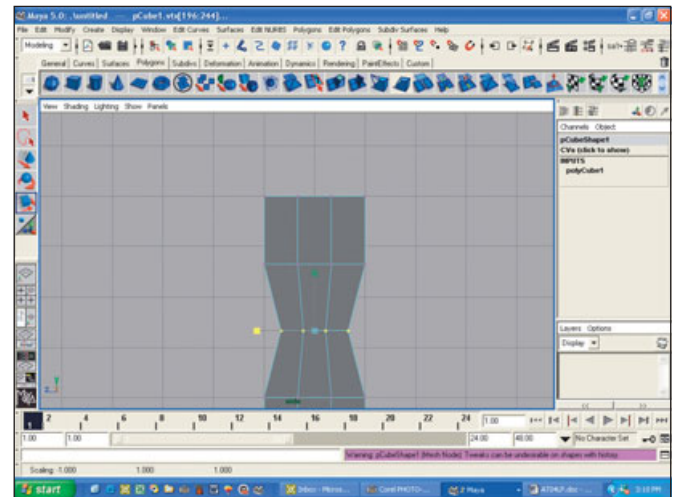 Maya 5.0: .\untitled --- pCube1.vtx[196:244]...
File Edit Modify Create Display Window Edit Curves Surfaces Edit NURBS Polygons Edit Polygons Subdiv Surfaces Help
Modeling
General Curves Surfaces Polygons Subdivs Deformation Animation Dynamics Rendering PaintEffects Custom
View Shading Lighting Show Panels
Channels Object
pCubeShape1
CVs (click to show)
INPUTS
polyCube1
Layers Options
Display
side
y
z
1 2 4 6 8 10 12 14 16 18 20 22 24 1.00
1.00 1.00 24.00 48.00 No Character Set
Warning: pCubeShape1 (Mesh Node): Tweaks can be undesirable on shapes with history
Scaling: 1.000 1.000 1.000
start Inbox - Micros... Corel PHOTO-... 2 Maya